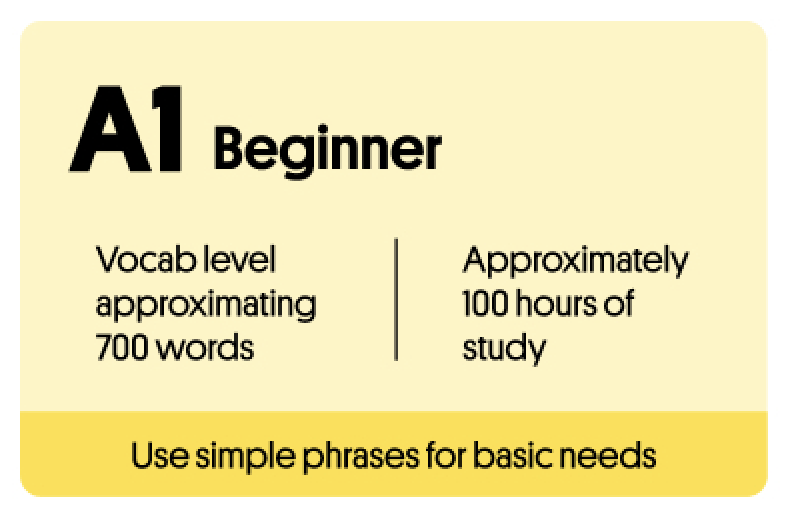 A1 Beginner
Vocab level
approximating
700 words
Approximately
100 hours of
study
Use simple phrases for basic needs